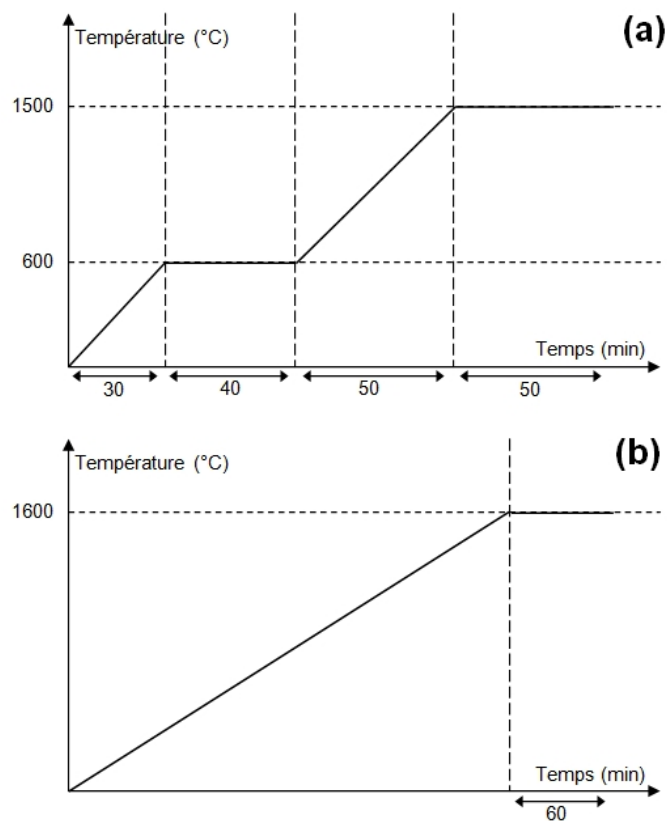 (a)
Température (°C)
1500
600
Temps (min)
30 40 50 50
(b)
Température (°C)
1600
Temps (min)
60